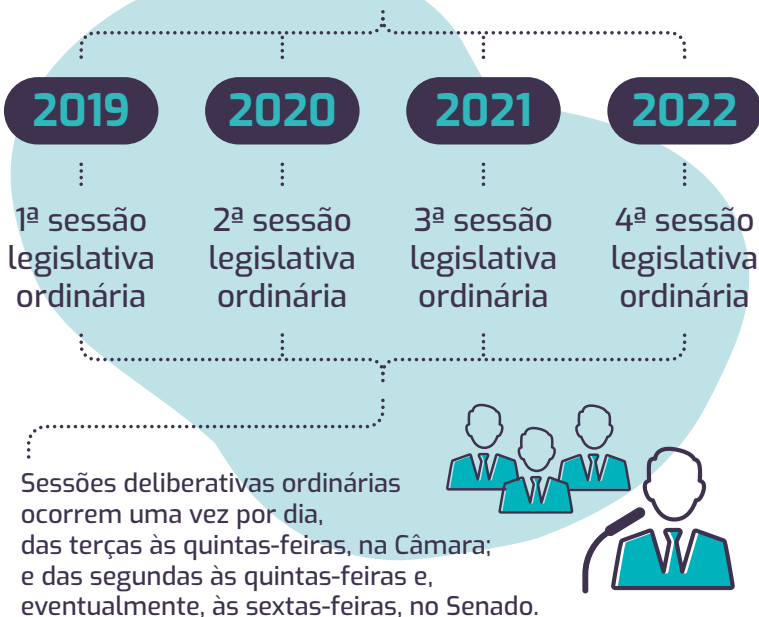 2019
2020
2021
2022
1ª sessão
legislativa
ordinária
2ª sessão
legislativa
ordinária
3ª sessão
legislativa
ordinária
4ª sessão
legislativa
ordinária
Sessões deliberativas ordinárias
ocorrem uma vez por dia,
das terças às quintas-feiras, na Câmara;
e das segundas às quintas-feiras e,
eventualmente, às sextas-feiras, no Senado.